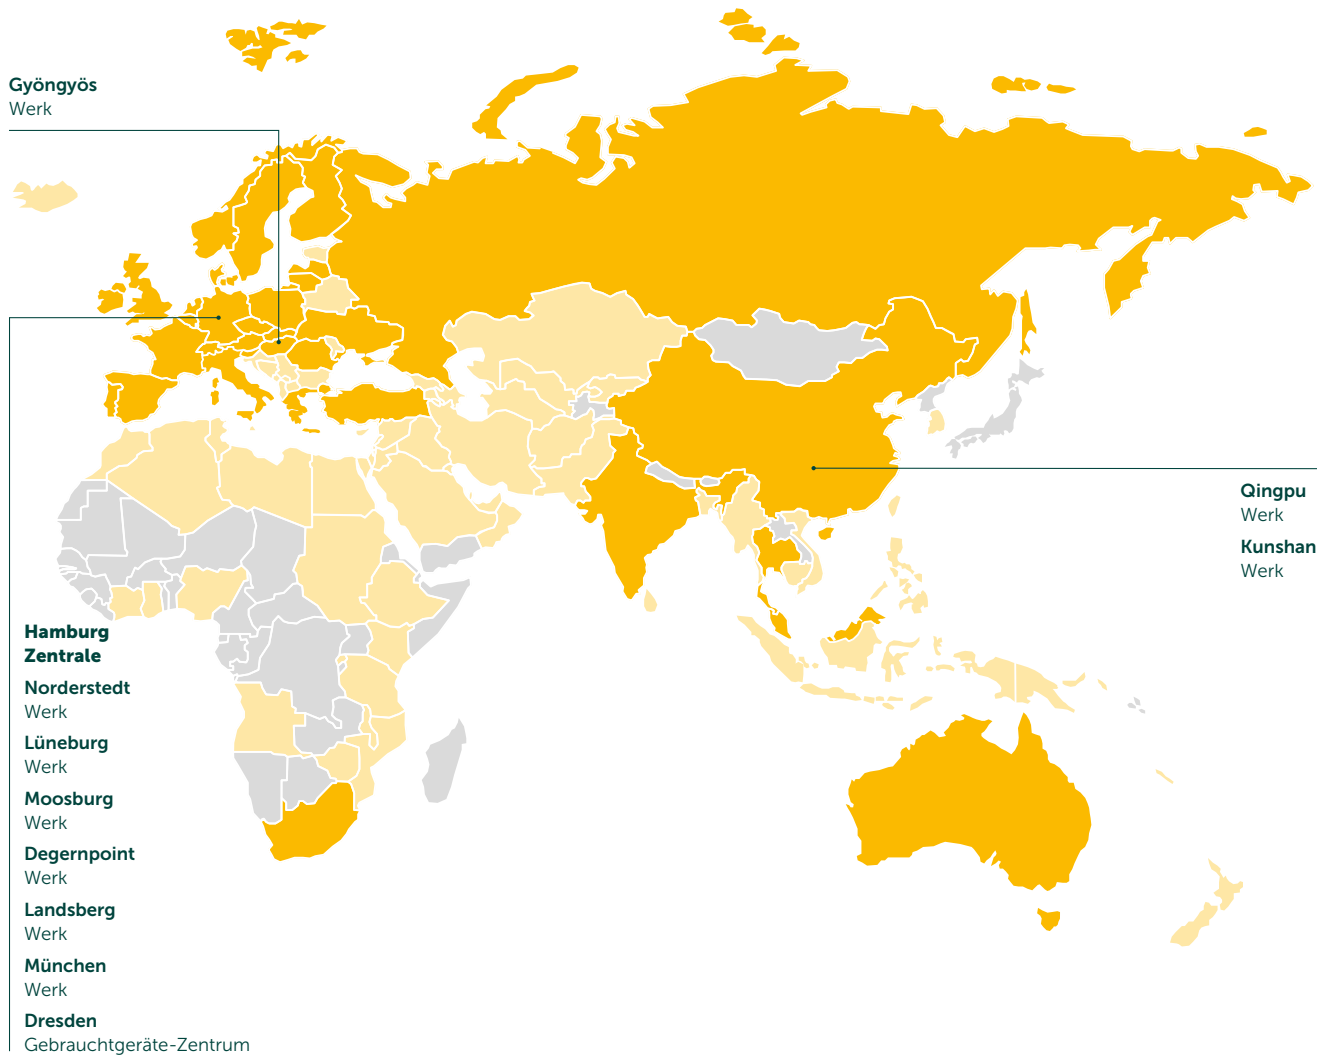 Gyöngyös
Werk
Qingpu
Werk
Kunshan
Werk
Hamburg
Zentrale
Norderstedt
Werk
Lüneburg
Werk
Moosburg
Werk
Degernpoint
Werk
Landsberg
Werk
München
Werk
Dresden
Gebrauchtgeräte-Zentrum